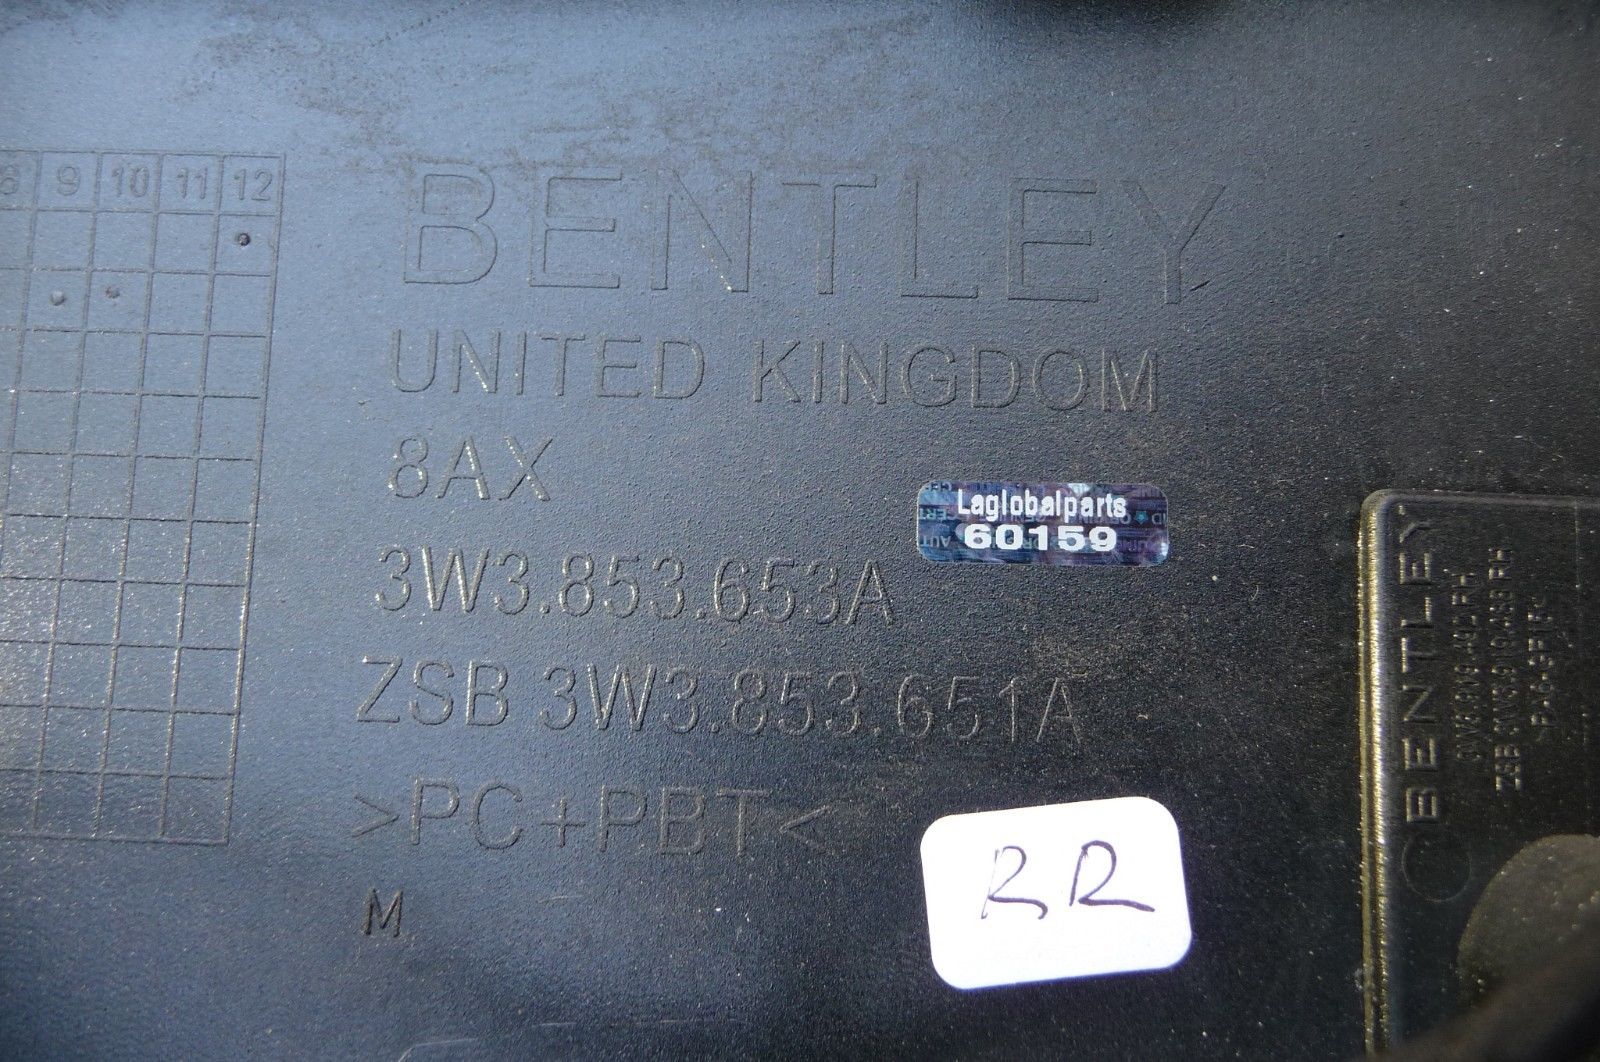 8 9 10 11 12
BENTLEY
UNITED KINGDOM
8AX
3W3.853.653A
ZSB 3W3.853.651A
>PC+PBT<
M
Laglobalparts
60159
RR
BENTLEY